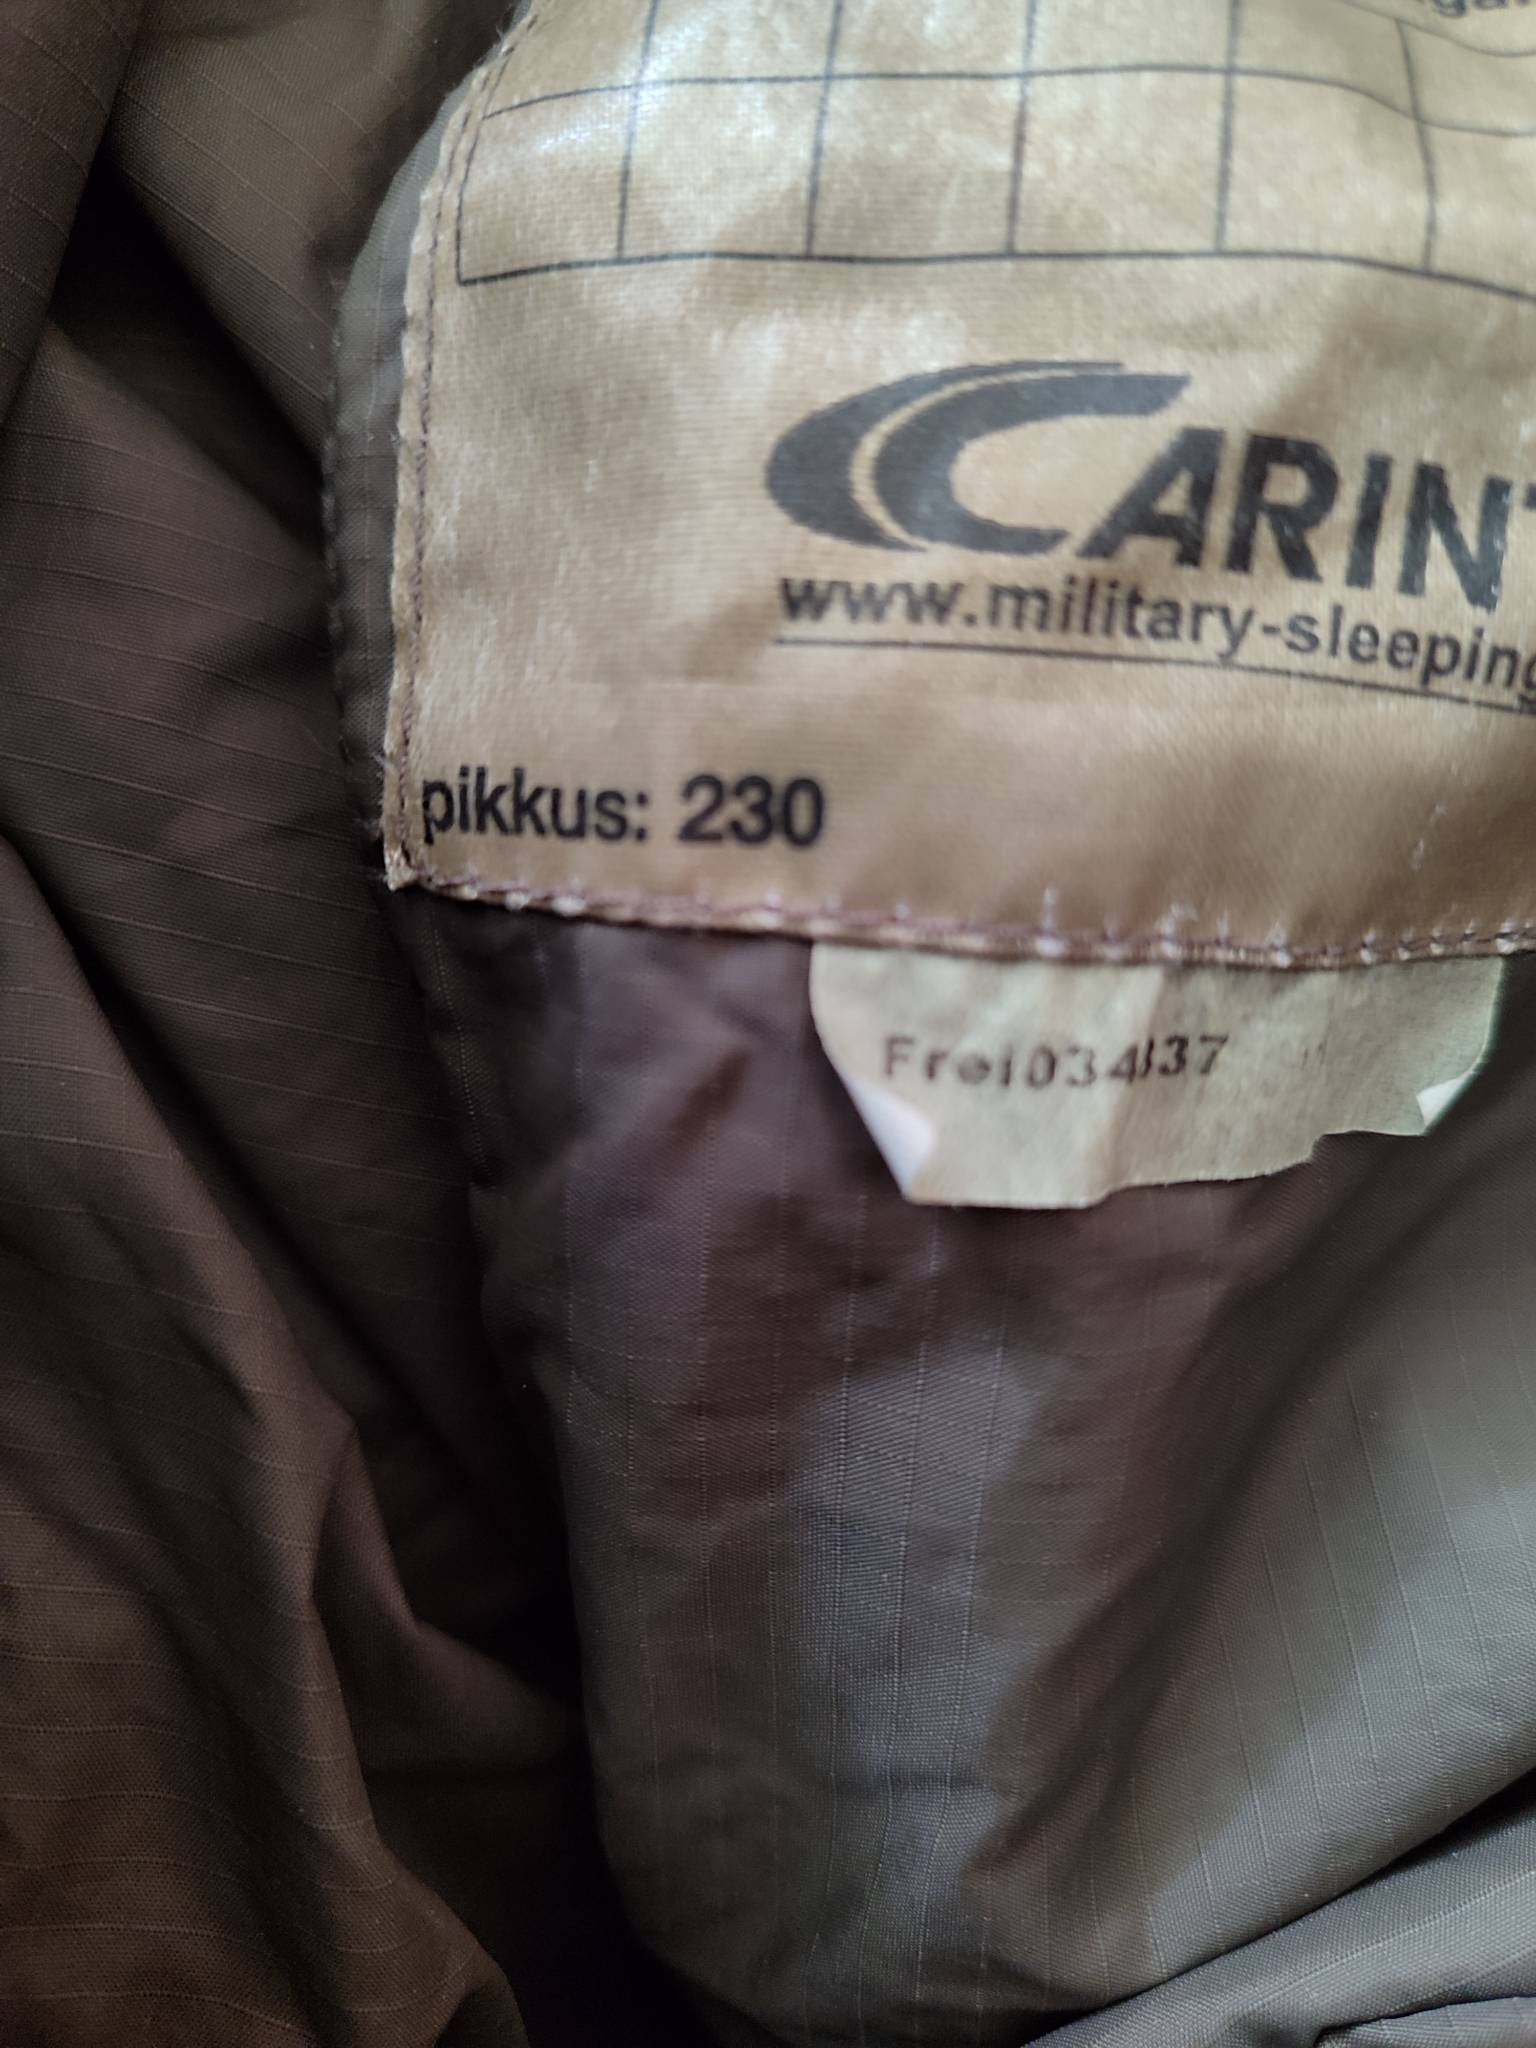 CARINT
www.military-sleeping
pikkus: 230
Frei034837